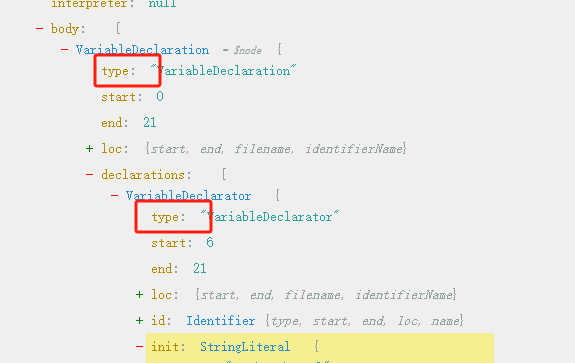 interpreter: null
- body: [
- VariableDeclaration = $node {
type: "VariableDeclaration"
start: 0
end: 21
+ loc: {start, end, filename, identifierName}
- declarations: [
- VariableDeclarator {
type: "VariableDeclarator"
start: 6
end: 21
+ loc: {start, end, filename, identifierName}
+ id: Identifier {type, start, end, loc, name}
- init: StringLiteral {